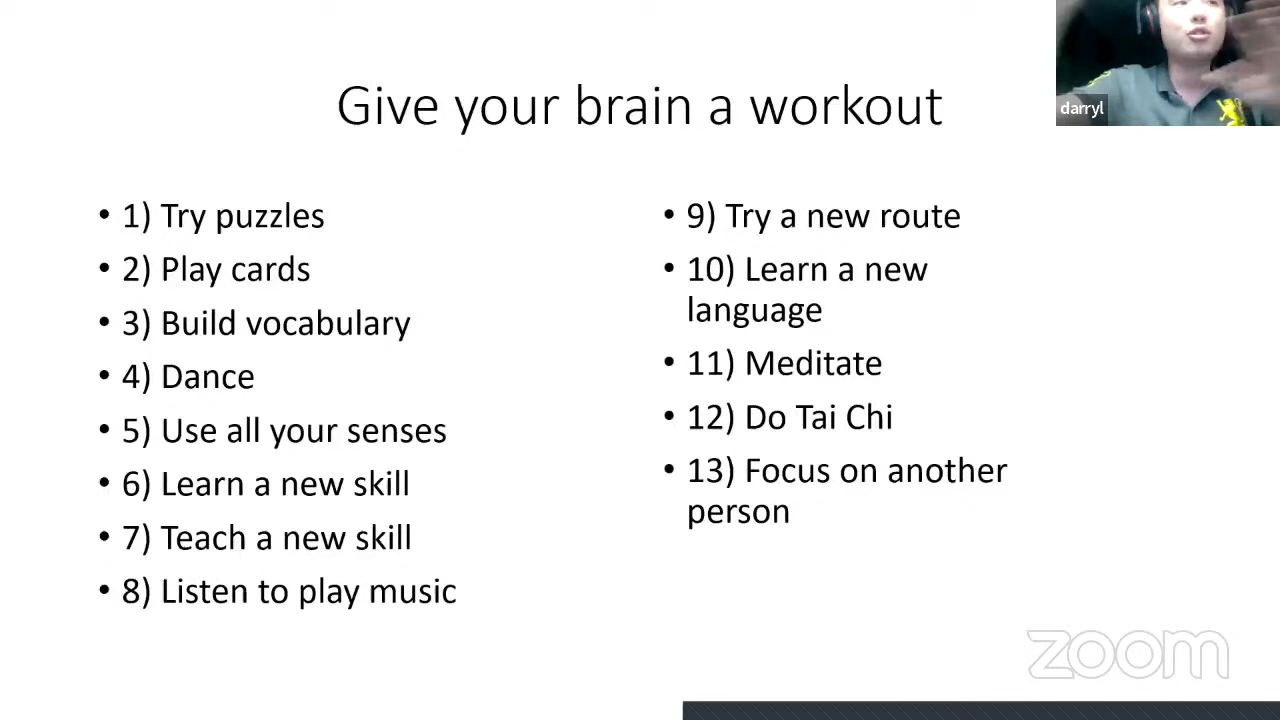 Give your brain a workout
darryl
• 1) Try puzzles
• 2) Play cards
• 3) Build vocabulary
• 4) Dance
• 5) Use all your senses
• 6) Learn a new skill
• 7) Teach a new skill
• 8) Listen to play music
• 9) Try a new route
• 10) Learn a new
language
• 11) Meditate
• 12) Do Tai Chi
• 13) Focus on another
person
zoom